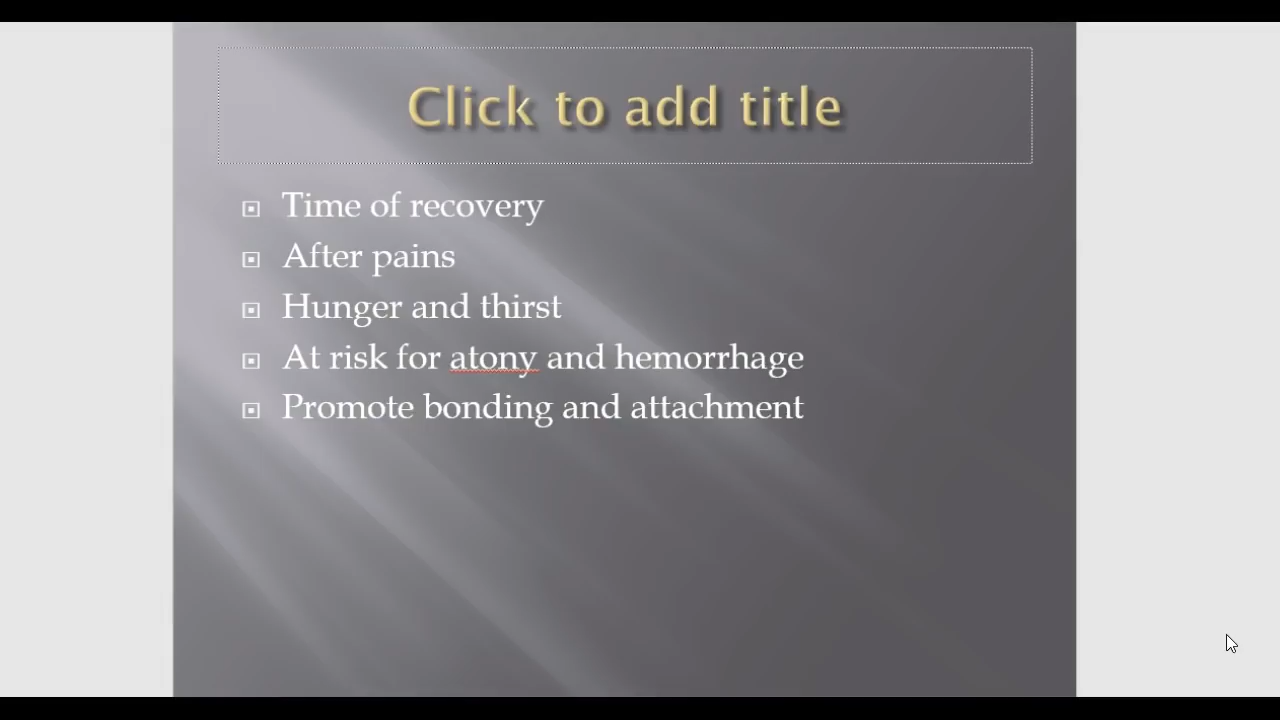 Click to add title
Time of recovery
After pains
Hunger and thirst
At risk for atony and hemorrhage
Promote bonding and attachment